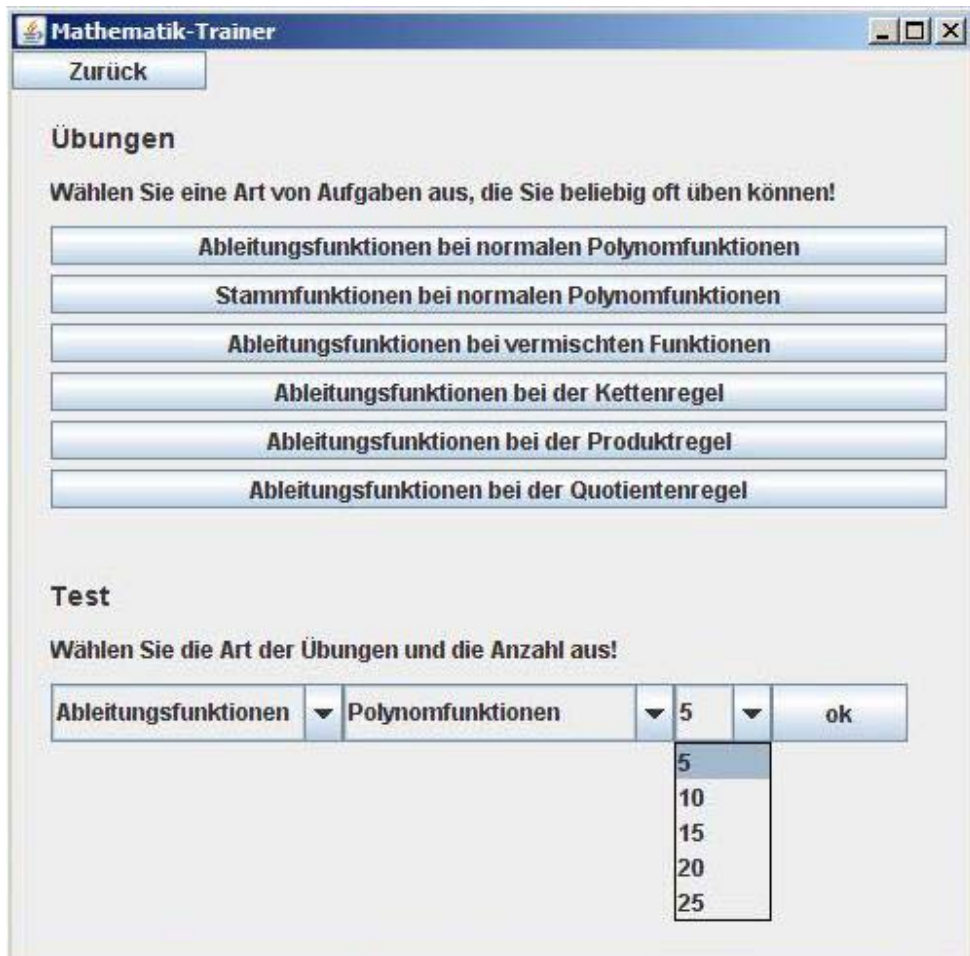 Mathematik-Trainer
Zurück
Übungen
Wählen Sie eine Art von Aufgaben aus, die Sie beliebig oft üben können!
Ableitungsfunktionen bei normalen Polynomfunktionen
Stammfunktionen bei normalen Polynomfunktionen
Ableitungsfunktionen bei vermischten Funktionen
Ableitungsfunktionen bei der Kettenregel
Ableitungsfunktionen bei der Produktregel
Ableitungsfunktionen bei der Quotientenregel
Test
Wählen Sie die Art der Übungen und die Anzahl aus!
Ableitungsfunktionen Polynomfunktionen 5 ok
5
10
15
20
25